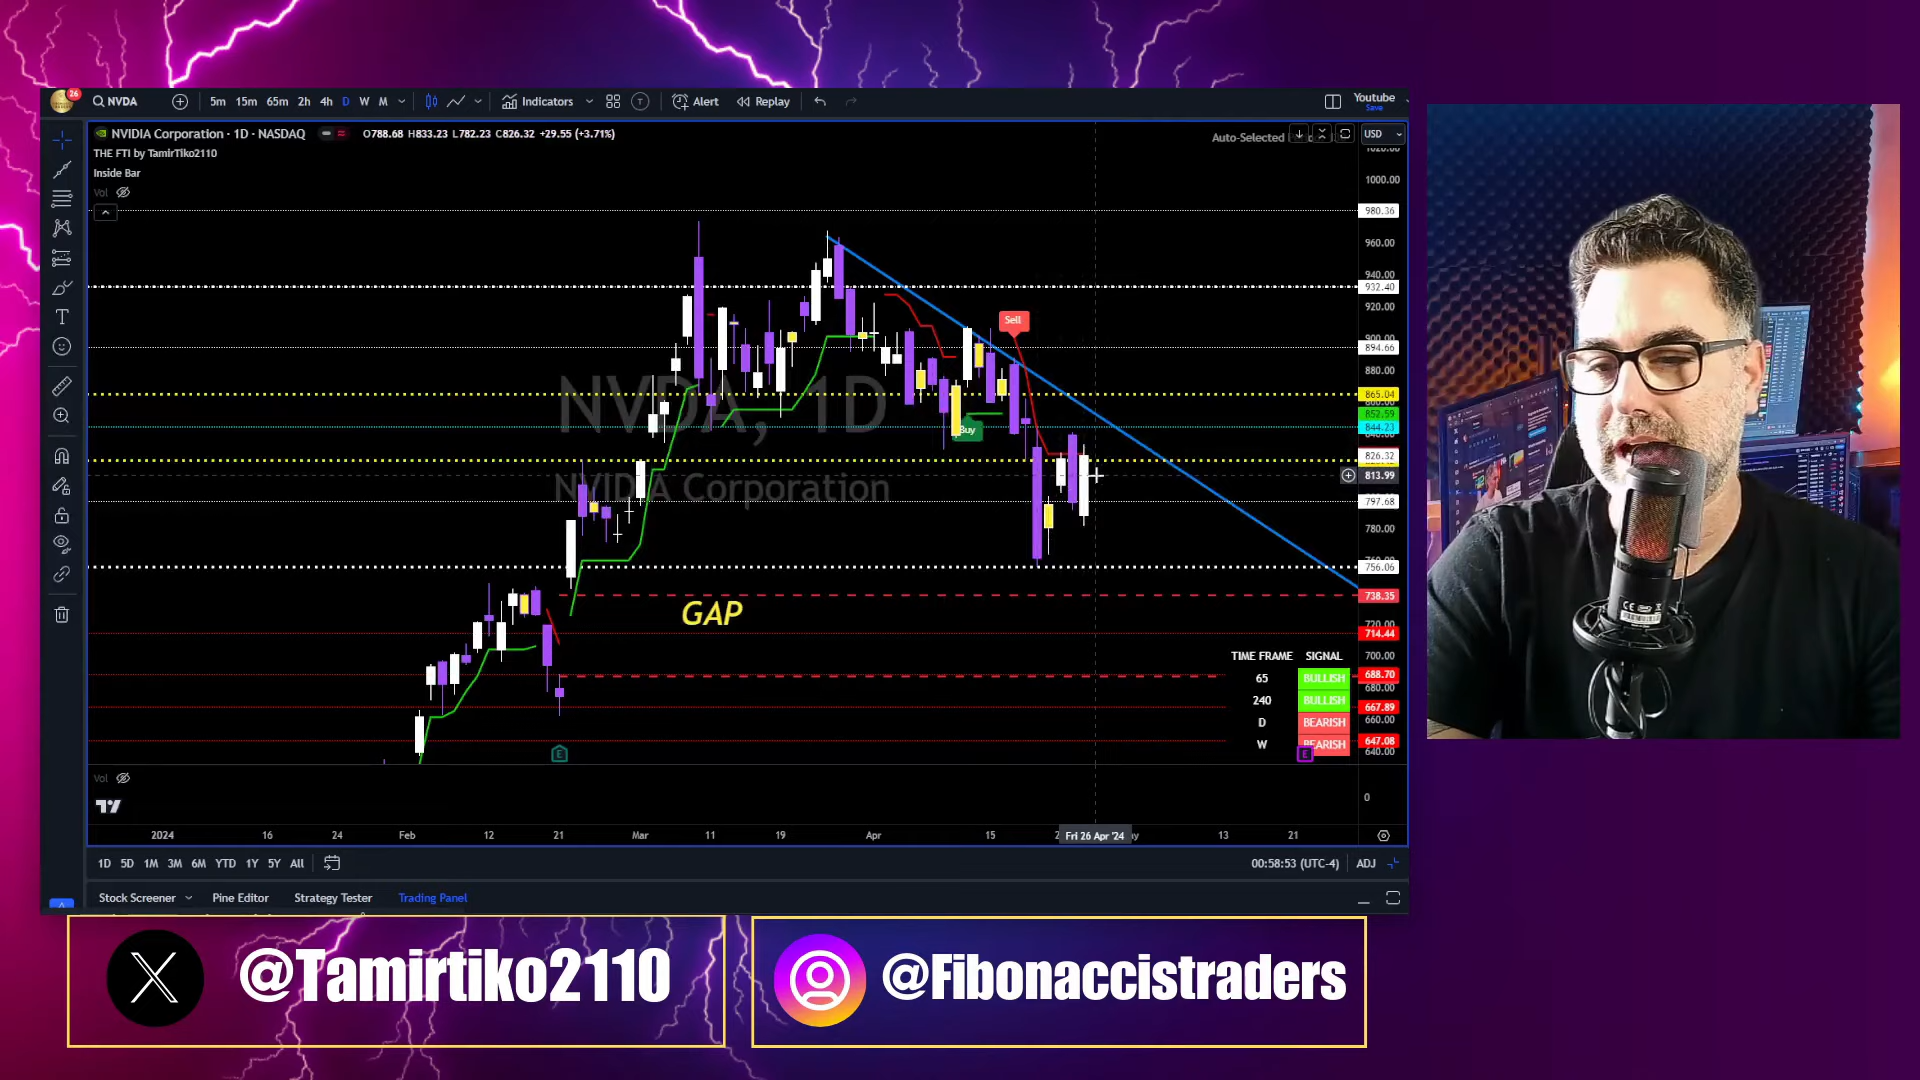 26
NVDA
5m 15m 65m 2h 4h D W M
Indicators
Alert
Replay
Youtube
Save
NVIDIA Corporation · 1D · NASDAQ
O788.68 H833.23 L782.23 C826.32 +29.55 (+3.71%)
Auto-Selected
USD
THE FTI by TamirTiko2110
Inside Bar
Vol
1000.00
980.36
960.00
940.00
932.40
920.00
894.66
880.00
865.04
852.59
844.23
826.32
813.99
797.68
780.00
756.06
738.35
720.00
714.44
700.00
688.70
680.00
667.89
660.00
647.08
640.00
Sell
Buy
NVDA, 1D
NVIDIA Corporation
GAP
TIME FRAME SIGNAL
65 BULLISH
240 BULLISH
D BEARISH
W BEARISH
E
E
Vol
0
2024 16 24 Feb 12 21 Mar 11 19 Apr 15 Fri 26 Apr '24 13 21
1D 5D 1M 3M 6M YTD 1Y 5Y All
00:58:53 (UTC-4) ADJ
Stock Screener Pine Editor Strategy Tester Trading Panel
@Tamirtiko2110
@Fibonaccistraders